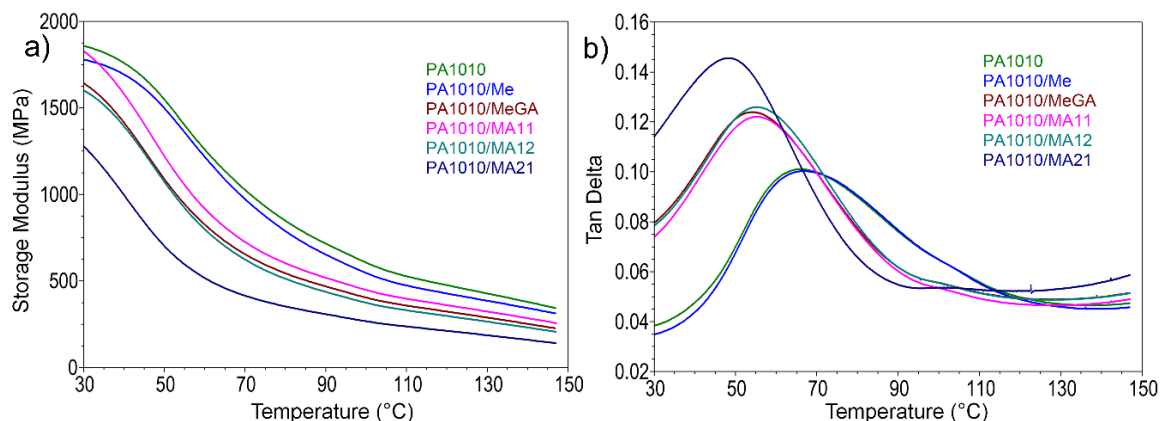 a)
Storage Modulus (MPa)
2000
1500
1000
500
0
PA1010
PA1010/Me
PA1010/MeGA
PA1010/MA11
PA1010/MA12
PA1010/MA21
30 50 70 90 110 130 150
Temperature (°C)
b)
Tan Delta
0.16
0.14
0.12
0.10
0.08
0.06
0.04
0.02
PA1010
PA1010/Me
PA1010/MeGA
PA1010/MA11
PA1010/MA12
PA1010/MA21
30 50 70 90 110 130 150
Temperature (°C)